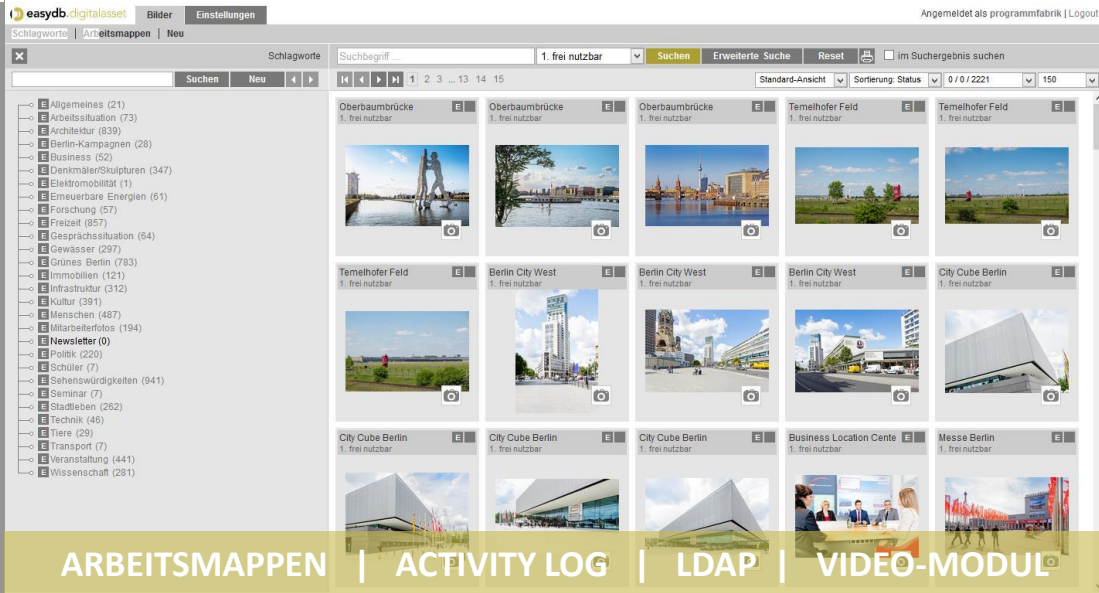 easydb.digitalasset Bilder Einstellungen Angemeldet als programmfabrik | Logout
Schlagworte | Arbeitsmappen | Neu
Schlagworte Suchbegriff ... 1. frei nutzbar Suchen Erweiterte Suche Reset im Suchergebnis suchen
Suchen Neu 1 2 3 ... 13 14 15 Standard-Ansicht Sortierung: Status 0 / 0 / 2221 150
E Allgemeines (21)
E Arbeitssituation (73)
E Architektur (839)
E Berlin-Kampagnen (28)
E Business (52)
E Denkmäler/Skulpturen (347)
E Elektromobilität (1)
E Erneuerbare Energien (61)
E Forschung (57)
E Freizeit (857)
E Gesprächssituation (64)
E Gewässer (297)
E Grünes Berlin (783)
E Immobilien (121)
E Infrastruktur (312)
E Kultur (391)
E Menschen (487)
E Mitarbeiterfotos (194)
E Newsletter (0)
E Politik (220)
E Schüler (7)
E Sehenswürdigkeiten (941)
E Seminar (7)
E Stadtleben (262)
E Technik (46)
E Tiere (29)
E Transport (7)
E Veranstaltung (441)
E Wissenschaft (281)
Oberbaumbrücke E Oberbaumbrücke E Oberbaumbrücke E Temelhofer Feld E Temelhofer Feld E
1. frei nutzbar 1. frei nutzbar 1. frei nutzbar 1. frei nutzbar 1. frei nutzbar
Temelhofer Feld E Berlin City West E Berlin City West E Berlin City West E City Cube Berlin E
1. frei nutzbar 1. frei nutzbar 1. frei nutzbar 1. frei nutzbar 1. frei nutzbar
City Cube Berlin E City Cube Berlin E City Cube Berlin E Business Location Cente E Messe Berlin E
1. frei nutzbar 1. frei nutzbar 1. frei nutzbar 1. frei nutzbar 1. frei nutzbar
ARBEITSMAPPEN | ACTIVITY LOG | LDAP | VIDEO-MODUL